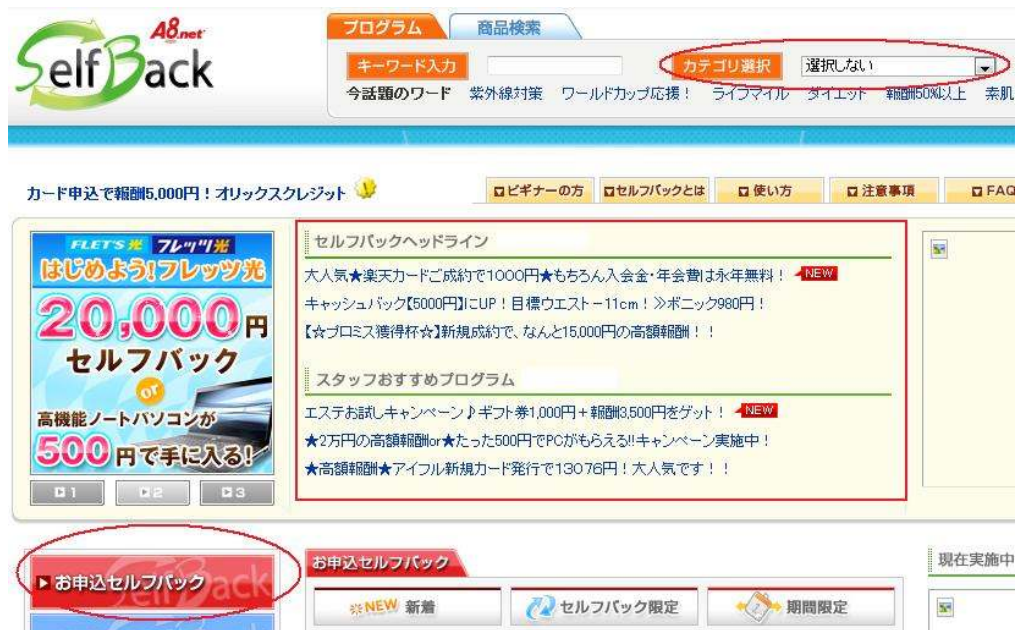 A8.net
SelfBack
プログラム 商品検索
キーワード入力 カテゴリ選択 選択しない
今話題のワード 紫外線対策 ワールドカップ応援! ライフマイル ダイエット 報酬50%以上 素肌
カード申込で報酬5,000円!オリックスクレジット
ビギナーの方 セルフバックとは 使い方 注意事項 FAQ
FLET'S光 フレッツ光
はじめよう!フレッツ光
20,000円
セルフバック
or
高機能ノートパソコンが
500円で手に入る!
1 2 3
セルフバックヘッドライン
大人気★楽天カードご成約で1000円★もちろん入会金・年会費は永年無料! NEW
キャッシュバック【5000円】にUP!目標ウエスト-11cm!≫ボニック980円!
【☆プロミス獲得杯☆】新規成約で、なんと15,000円の高額報酬!!
スタッフおすすめプログラム
エステお試しキャンペーン♪ギフト券1,000円+報酬3,500円をゲット! NEW
★2万円の高額報酬or★たった500円でPCがもらえる!!キャンペーン実施中!
★高額報酬★アイフル新規カード発行で13076円!大人気です!!
お申込セルフバック
お申込セルフバック
NEW 新着 セルフバック限定 期間限定
現在実施中